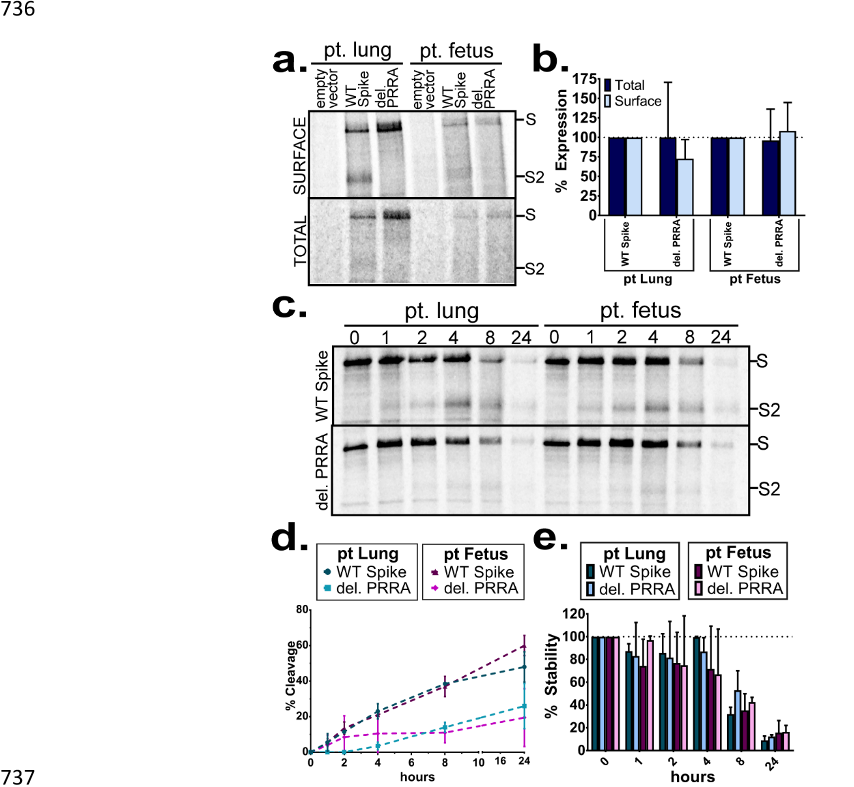 736
a.
pt. lung pt. fetus
empty vector WT Spike del. PRRA empty vector WT Spike del. PRRA
SURFACE
S
S2
TOTAL
S
S2
b.
% Expression
175
150
125
100
75
50
25
0
Total
Surface
WT Spike del. PRRA WT Spike del. PRRA
pt Lung pt Fetus
c.
pt. lung pt. fetus
0 1 2 4 8 24 0 1 2 4 8 24
WT Spike
S
S2
del. PRRA
S
S2
d.
pt Lung pt Fetus
WT Spike WT Spike
del. PRRA del. PRRA
% Cleavage
80
60
40
20
0
0 2 4 6 8 10 16 24
hours
e.
pt Lung pt Fetus
WT Spike WT Spike
del. PRRA del. PRRA
% Stability
120
100
80
60
40
20
0
0 1 2 4 8 24
hours
737